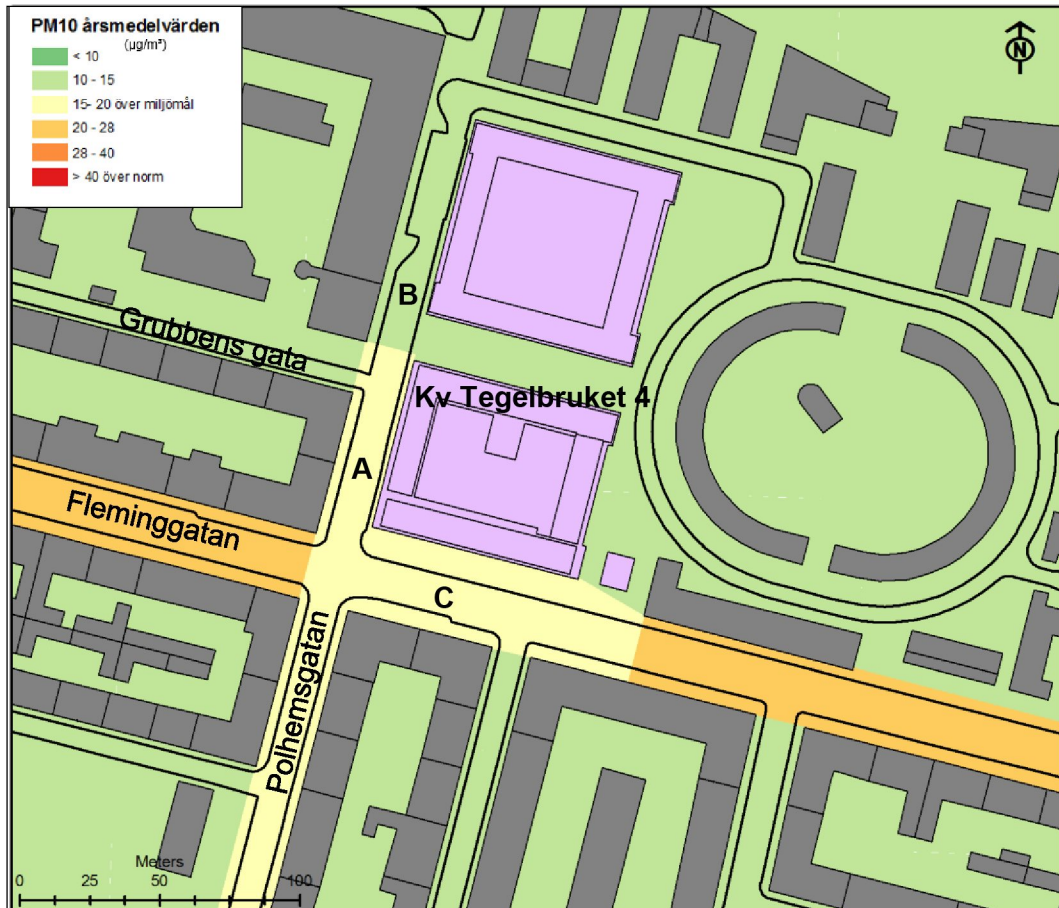 PM10 årsmedelvärden
(µg/m³)
< 10
10 - 15
15- 20 över miljömål
20 - 28
28 - 40
> 40 över norm
N
B
Grubbens gata
Kv Tegelbruket 4
A
Fleminggatan
C
Polhemsgatan
Meters
0 25 50 100